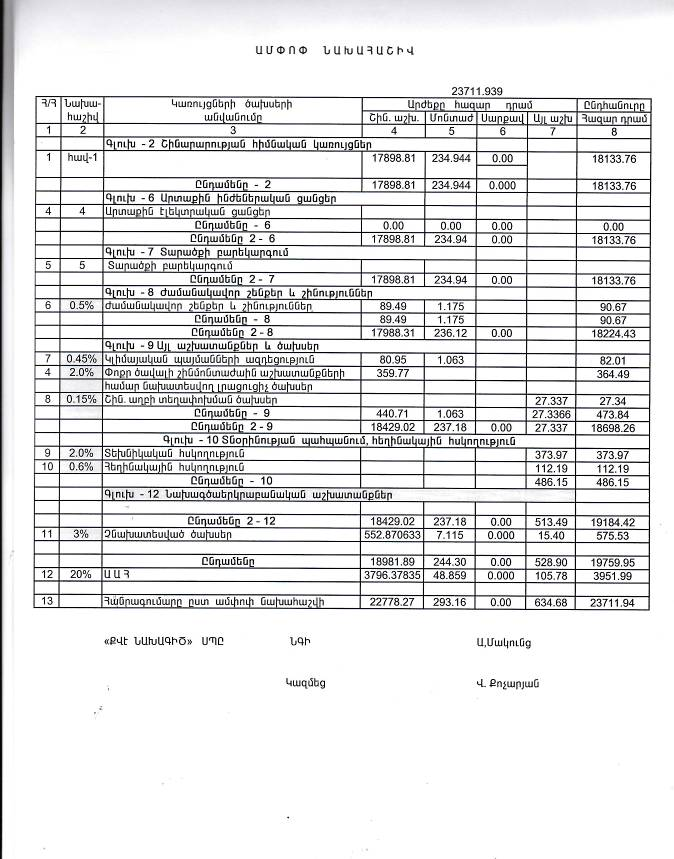 ԱՄՓՈՓ ՆԱԽԱՀԱՇԻՎ
23711.939
Հ/Հ Նախա- Կառույցների ծախսերի Արժեքը հազար դրամ Ընդհանուրը
հաշիվ անվանումը Շին. աշխ. Մոնտաժ Սարքավ Այլ աշխ Հազար դրամ
1 2 3 4 5 6 7 8
Գլուխ - 2 Շինարարության հիմնական կառույցներ
1 հավ-1 17898.81 234.944 0.00 18133.76
Ընդամենը - 2 17898.81 234.944 0.000 18133.76
Գլուխ - 6 Արտաքին ինժեներական ցանցեր
4 4 Արտաքին էլեկտրական ցանցեր
Ընդամենը - 6 0.00 0.00 0.00 0.00
Ընդամենը 2 - 6 17898.81 234.94 0.00 18133.76
Գլուխ - 7 Տարածքի բարեկարգում
5 5 Տարածքի բարեկարգում
Ընդամենը 2 - 7 17898.81 234.94 0.00 18133.76
Գլուխ - 8 Ժամանակավոր շենքեր և շինություններ
6 0.5% Ժամանակավոր շենքեր և շինություններ 89.49 1.175 90.67
Ընդամենը - 8 89.49 1.175 90.67
Ընդամենը 2 - 8 17988.31 236.12 0.00 18224.43
Գլուխ - 9 Այլ աշխատանքներ և ծախսեր
7 0.45% Կլիմայական պայմանների ազդեցություն 80.95 1.063 82.01
4 2.0% Փոքր ծավալի շինմոնտաժային աշխատանքների 359.77 364.49
համար նախատեսվող լրացուցիչ ծախսեր
8 0.15% Շին. աղբի տեղափոխման ծախսեր 27.337 27.34
Ընդամենը - 9 440.71 1.063 27.3366 473.84
Ընդամենը 2 - 9 18429.02 237.18 0.00 27.337 18698.26
Գլուխ - 10 Տնօրինության պահպանում, հեղինակային հսկողություն
9 2.0% Տեխնիկական հսկողություն 373.97 373.97
10 0.6% Հեղինակային հսկողություն 112.19 112.19
Ընդամենը - 10 486.15 486.15
Գլուխ - 12 Նախագծաերկրաբանական աշխատանքներ
Ընդամենը 2 - 12 18429.02 237.18 0.00 513.49 19184.42
11 3% Չնախատեսված ծախսեր 552.870633 7.115 0.000 15.40 575.53
Ընդամենը 18981.89 244.30 0.00 528.90 19759.95
12 20% Ա Ա Հ 3796.37835 48.859 0.000 105.78 3951.99
13 Հանրագումարը ըստ ամփոփ նախահաշվի 22778.27 293.16 0.00 634.68 23711.94
«ՔՎԷ ՆԱԽԱԳԻԾ» ՍՊԸ ՆԳԻ Ա.Մակունց
Կազմեց Վ. Քոչարյան